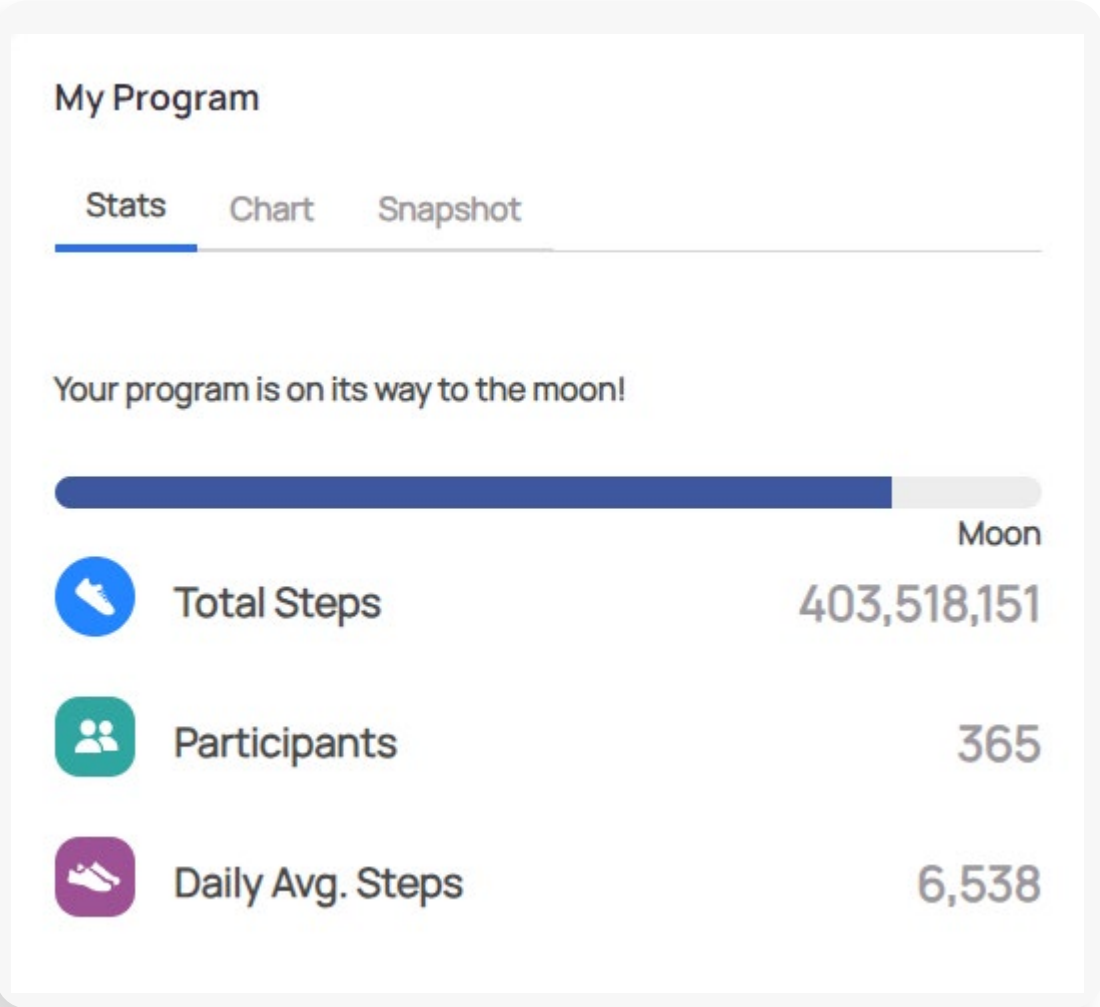 My Program
Stats Chart Snapshot
Your program is on its way to the moon!
Moon
Total Steps 403,518,151
Participants 365
Daily Avg. Steps 6,538